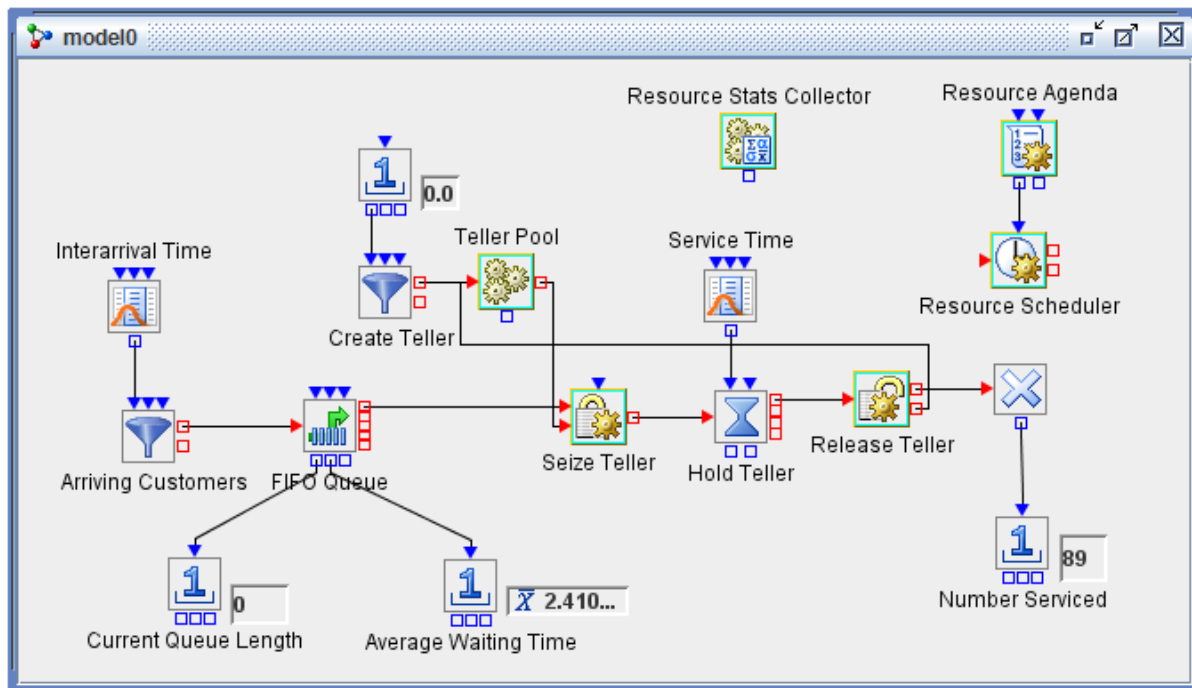 model0
Resource Stats Collector
Resource Agenda
0.0
Interarrival Time
Teller Pool
Service Time
Create Teller
Resource Scheduler
Arriving Customers
FIFO Queue
Seize Teller
Hold Teller
Release Teller
0
X 2.410...
89
Current Queue Length
Average Waiting Time
Number Serviced